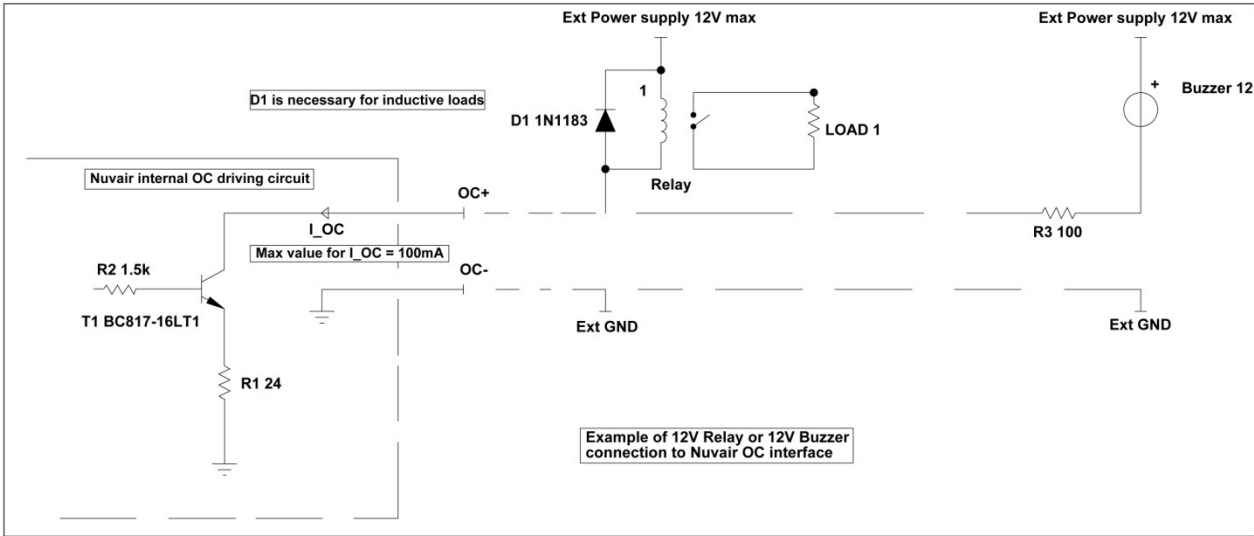 Ext Power supply 12V max
Ext Power supply 12V max
1
+
Buzzer 12
D1 is necessary for inductive loads
D1 1N1183
LOAD 1
Nuvair internal OC driving circuit
Relay
OC+
I_OC
R3 100
Max value for I_OC = 100mA
R2 1.5k
OC-
T1 BC817-16LT1
Ext GND
Ext GND
R1 24
Example of 12V Relay or 12V Buzzer
connection to Nuvair OC interface